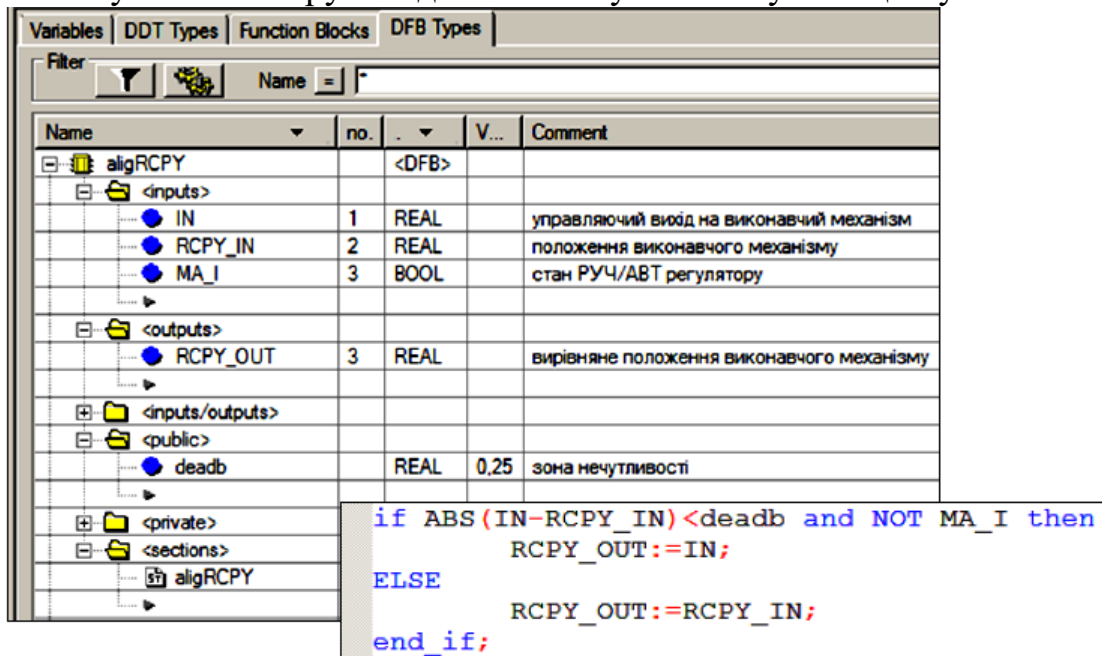 Variables DDT Types Function Blocks DFB Types
Filter
Name = *
Name no. . V... Comment
aligRCPY <DFB>
<inputs>
IN 1 REAL управляючий вихід на виконавчий механізм
RCPY_IN 2 REAL положення виконавчого механізму
MA_I 3 BOOL стан РУЧ/АВТ регулятору
<outputs>
RCPY_OUT 3 REAL вирівняне положення виконавчого механізму
<inputs/outputs>
<public>
deadb REAL 0,25 зона нечутливості
<private>
<sections>
aligRCPY
if ABS(IN-RCPY_IN)<deadb and NOT MA_I then
RCPY_OUT:=IN;
ELSE
RCPY_OUT:=RCPY_IN;
end_if;